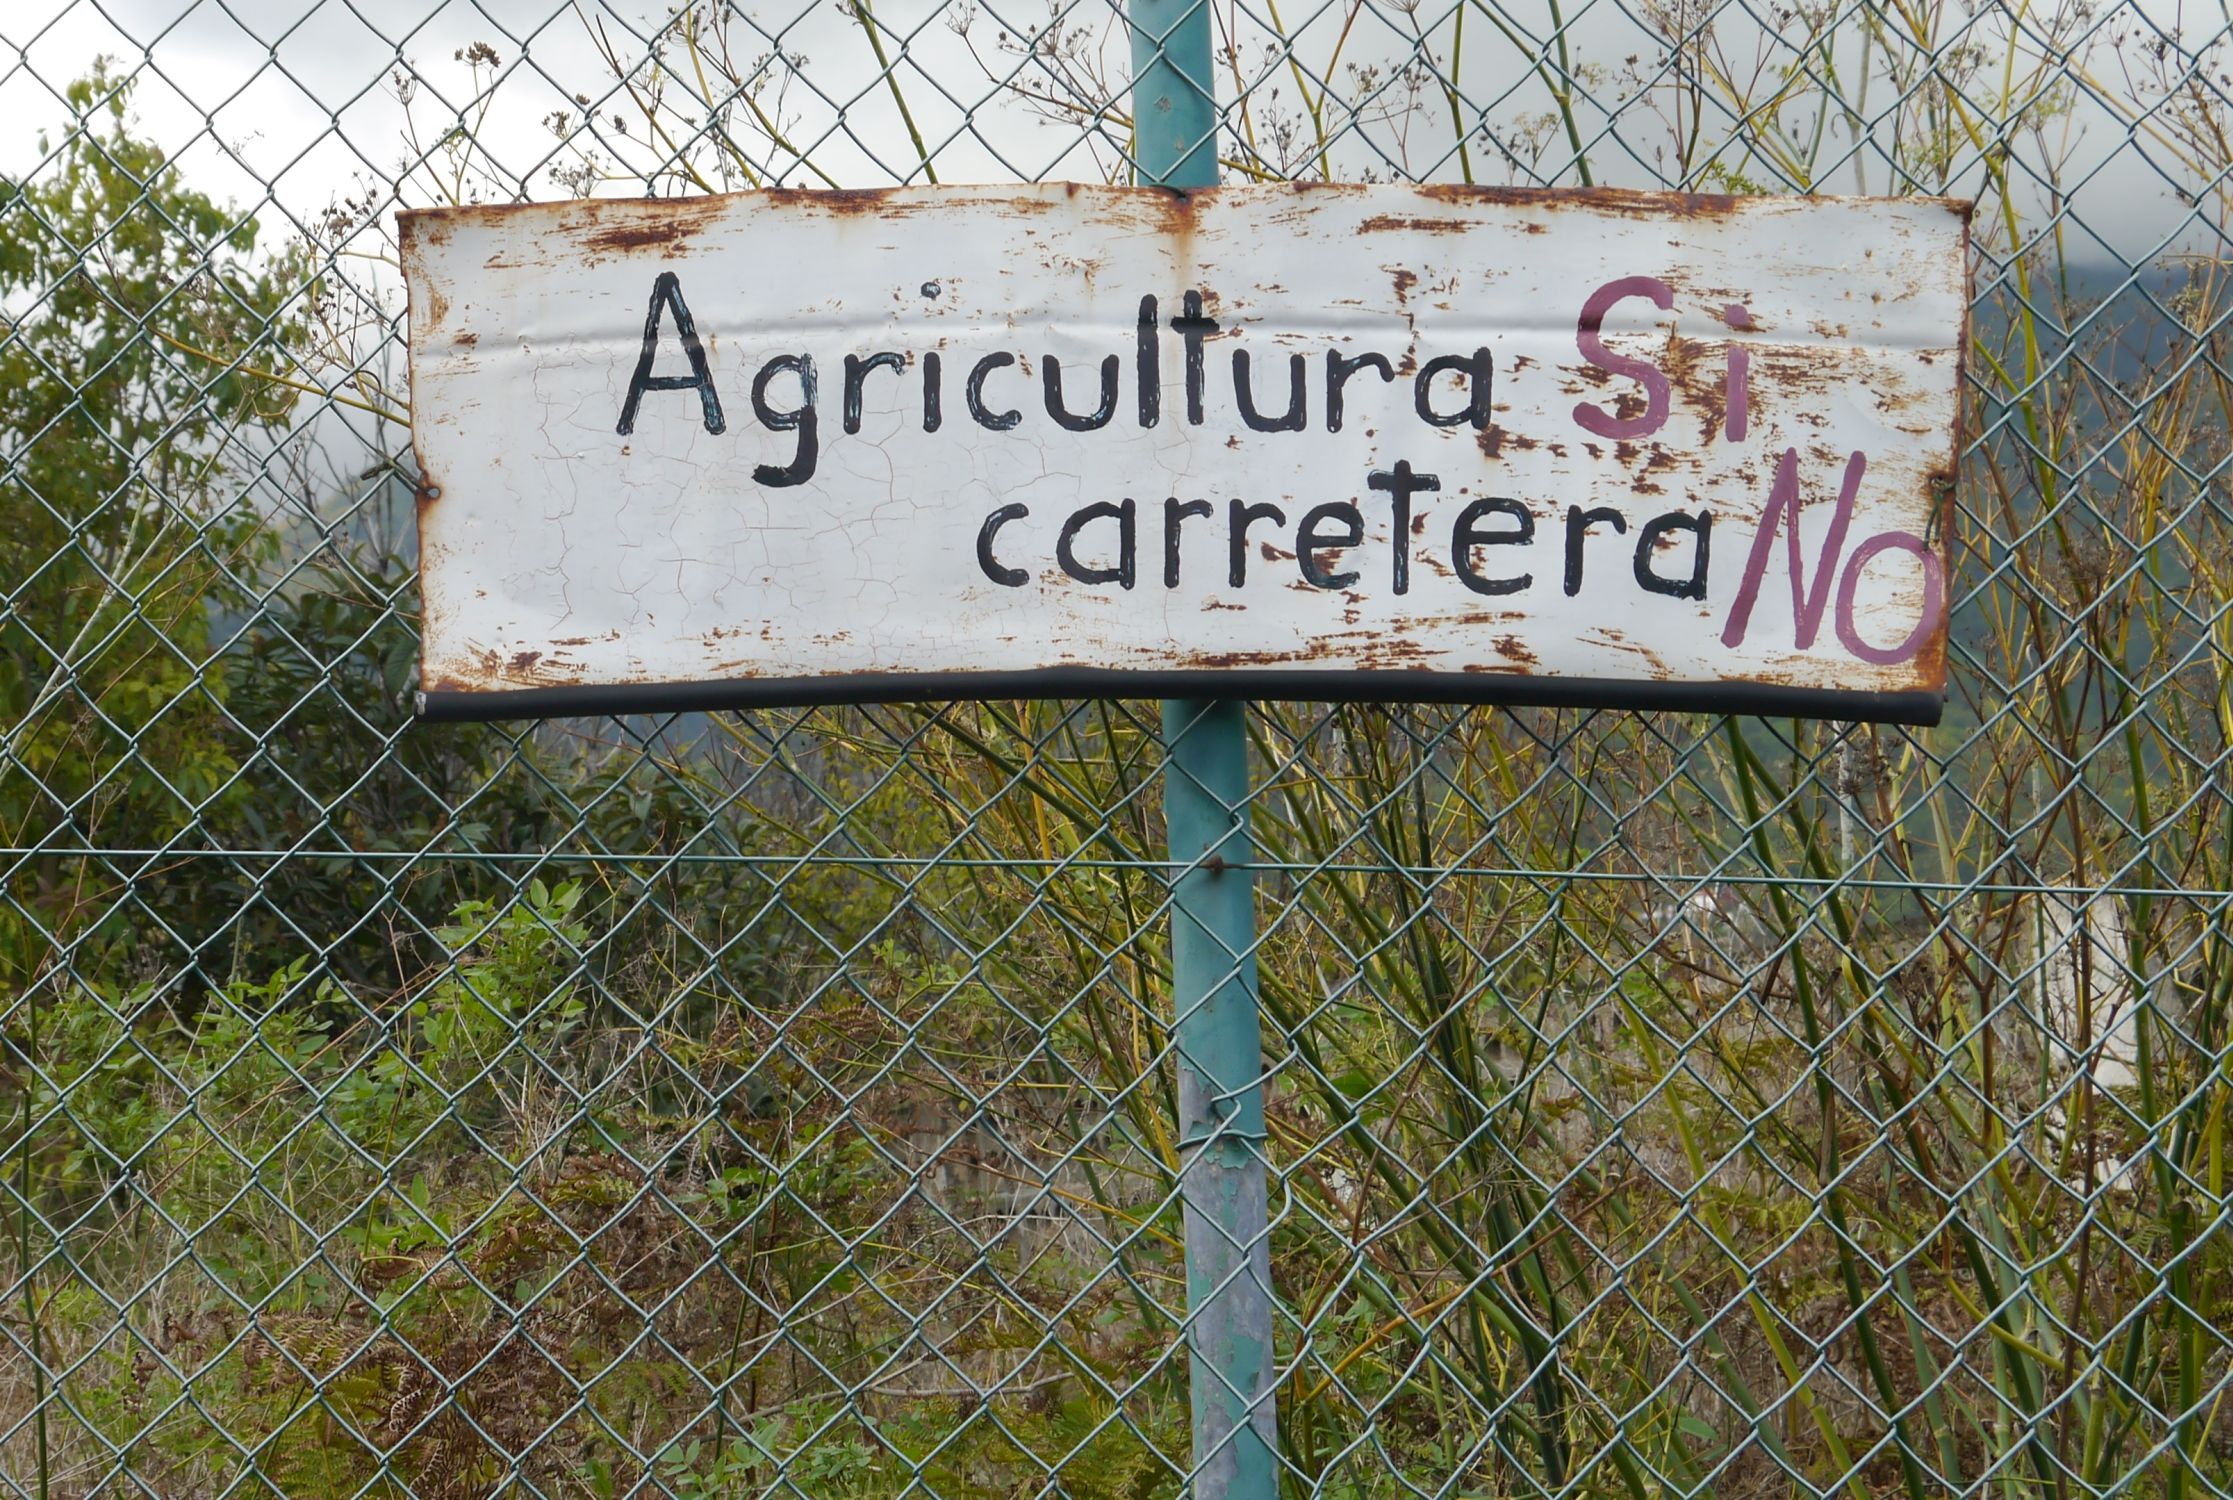 Agricultura Si
carretera No